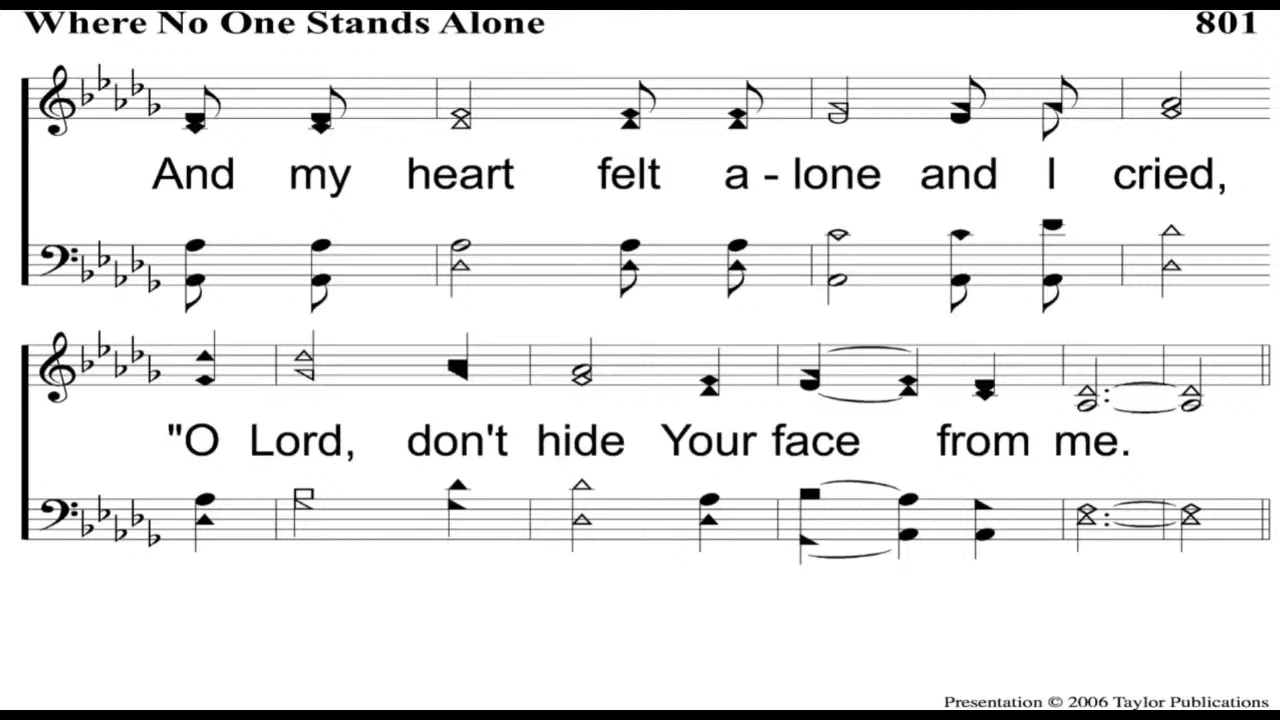 Where No One Stands Alone 801
And my heart felt a - lone and I cried,
"O Lord, don't hide Your face from me.
Presentation © 2006 Taylor Publications